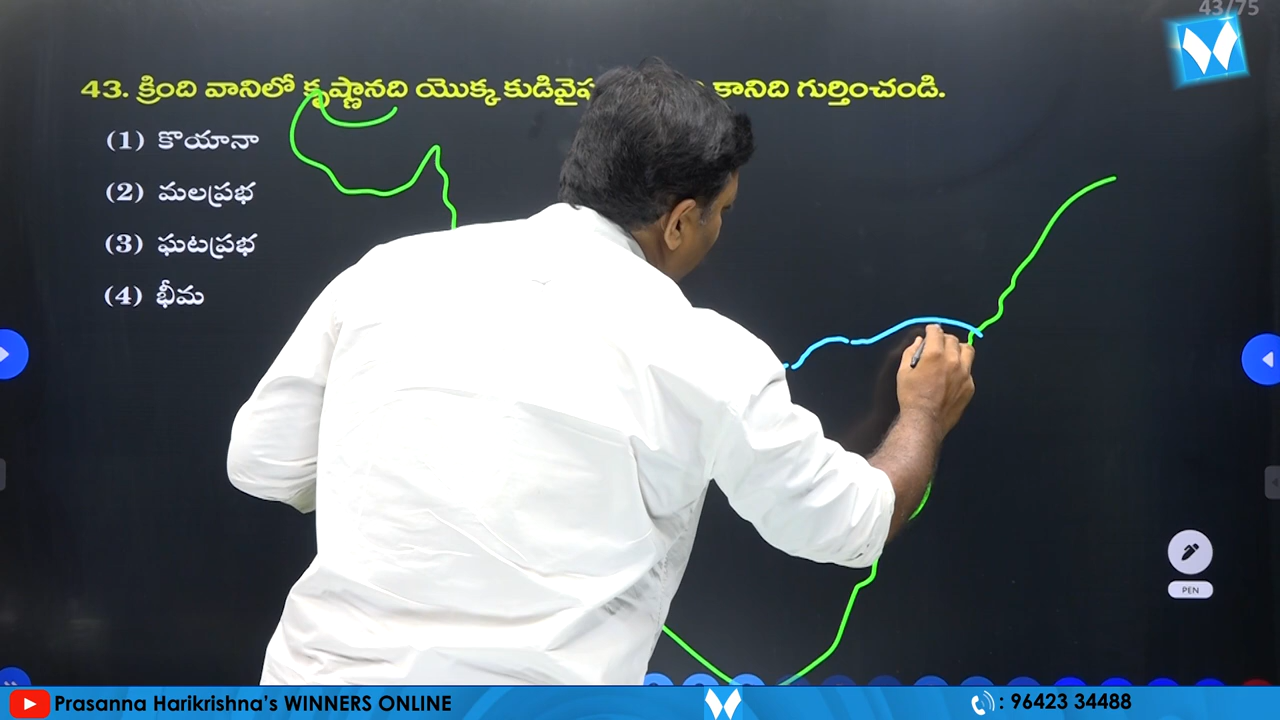 43/75
43. క్రింది వానిలో కృష్ణానది యొక్క కుడివైపు కానిది గుర్తించండి.
(1) కొయానా
(2) మలప్రభ
(3) ఘటప్రభ
(4) భీమ
PEN
Prasanna Harikrishna's WINNERS ONLINE
: 96423 34488